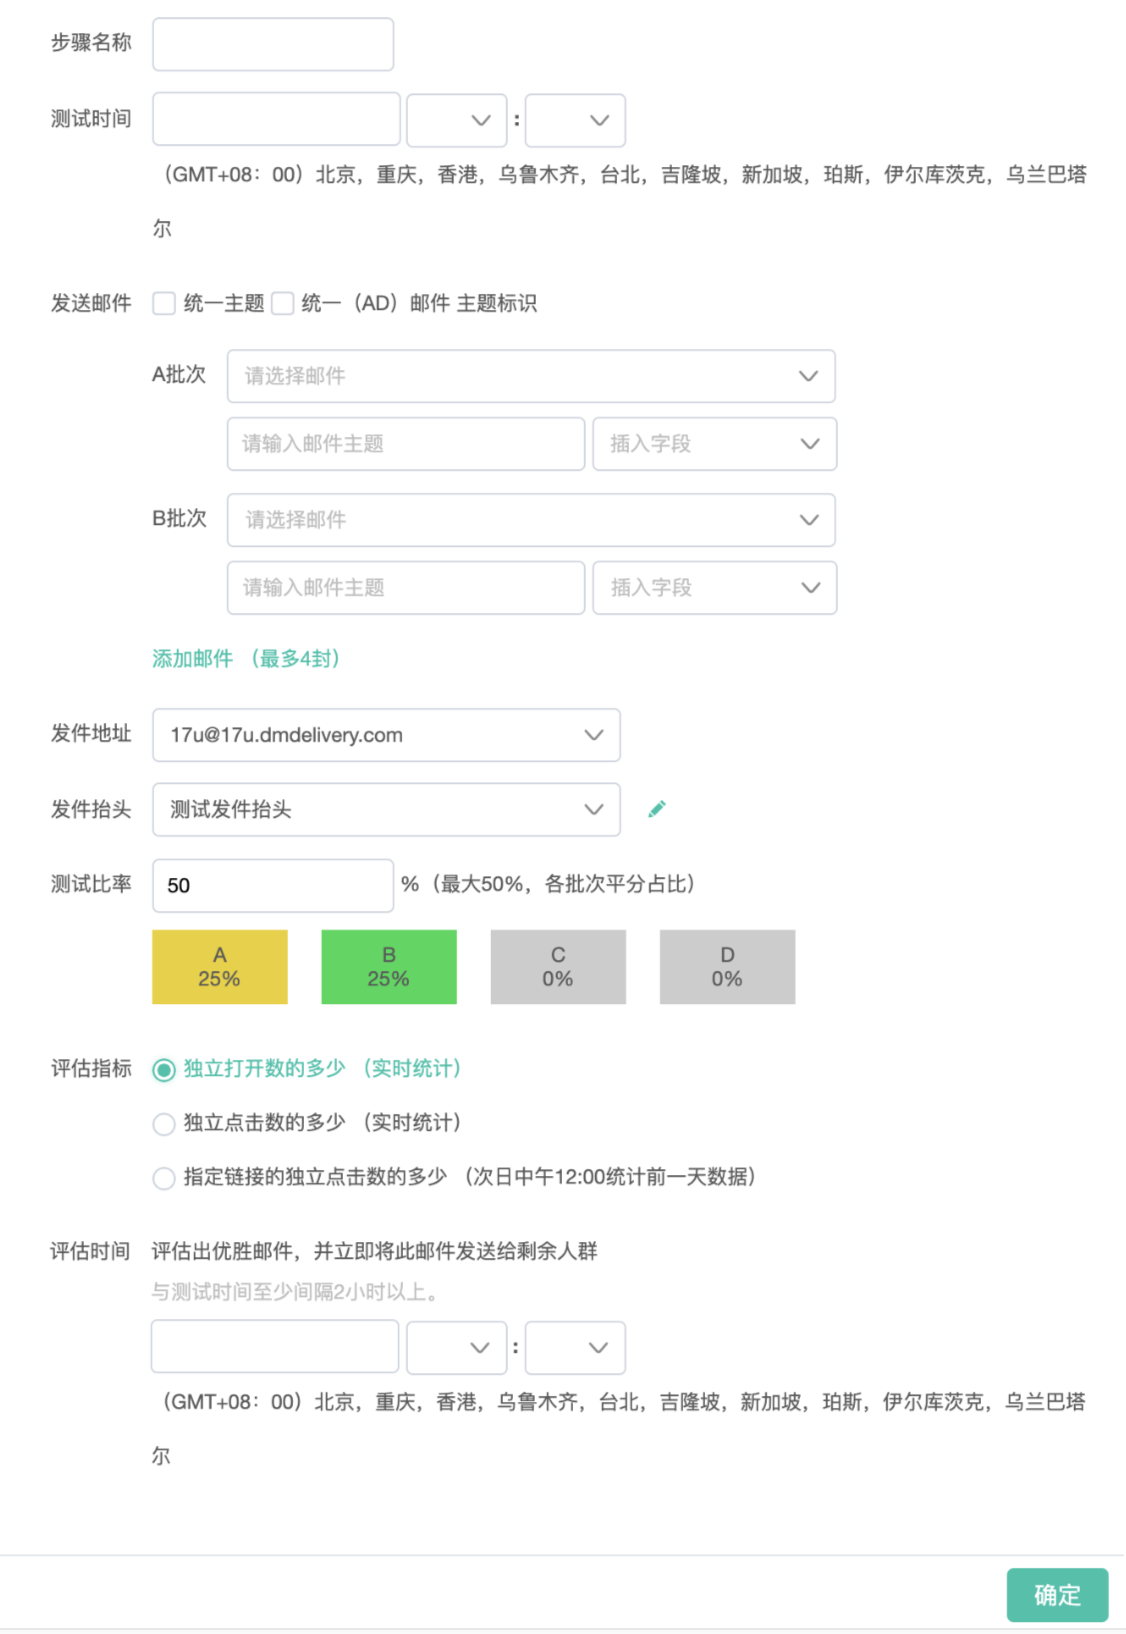 步骤名称
测试时间 :
（GMT+08：00）北京，重庆，香港，乌鲁木齐，台北，吉隆坡，新加坡，珀斯，伊尔库茨克，乌兰巴塔
尔
发送邮件 统一主题 统一（AD）邮件 主题标识
A批次 请选择邮件
请输入邮件主题 插入字段
B批次 请选择邮件
请输入邮件主题 插入字段
添加邮件 （最多4封）
发件地址 17u@17u.dmdelivery.com
发件抬头 测试发件抬头
测试比率 50 %（最大50%，各批次平分占比）
A B C D
25% 25% 0% 0%
评估指标 独立打开数的多少 （实时统计）
独立点击数的多少 （实时统计）
指定链接的独立点击数的多少 （次日中午12:00统计前一天数据）
评估时间 评估出优胜邮件，并立即将此邮件发送给剩余人群
与测试时间至少间隔2小时以上。
:
（GMT+08：00）北京，重庆，香港，乌鲁木齐，台北，吉隆坡，新加坡，珀斯，伊尔库茨克，乌兰巴塔
尔
确定